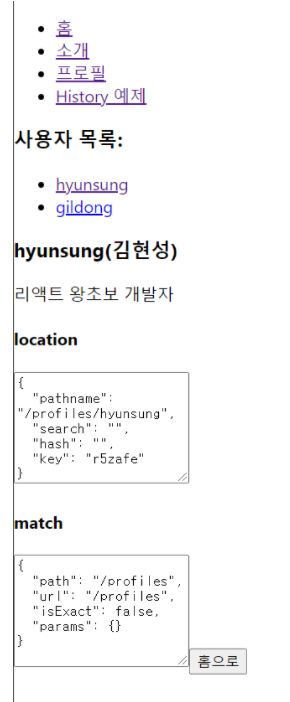 홈
소개
프로필
History 예제
사용자 목록:
hyunsung
gildong
hyunsung(김현성)
리액트 왕초보 개발자
location
{
"pathname":
"/profiles/hyunsung",
"search": "",
"hash": "",
"key": "r5zafe"
}
match
{
"path": "/profiles",
"url": "/profiles",
"isExact": false,
"params": {}
}
홈으로